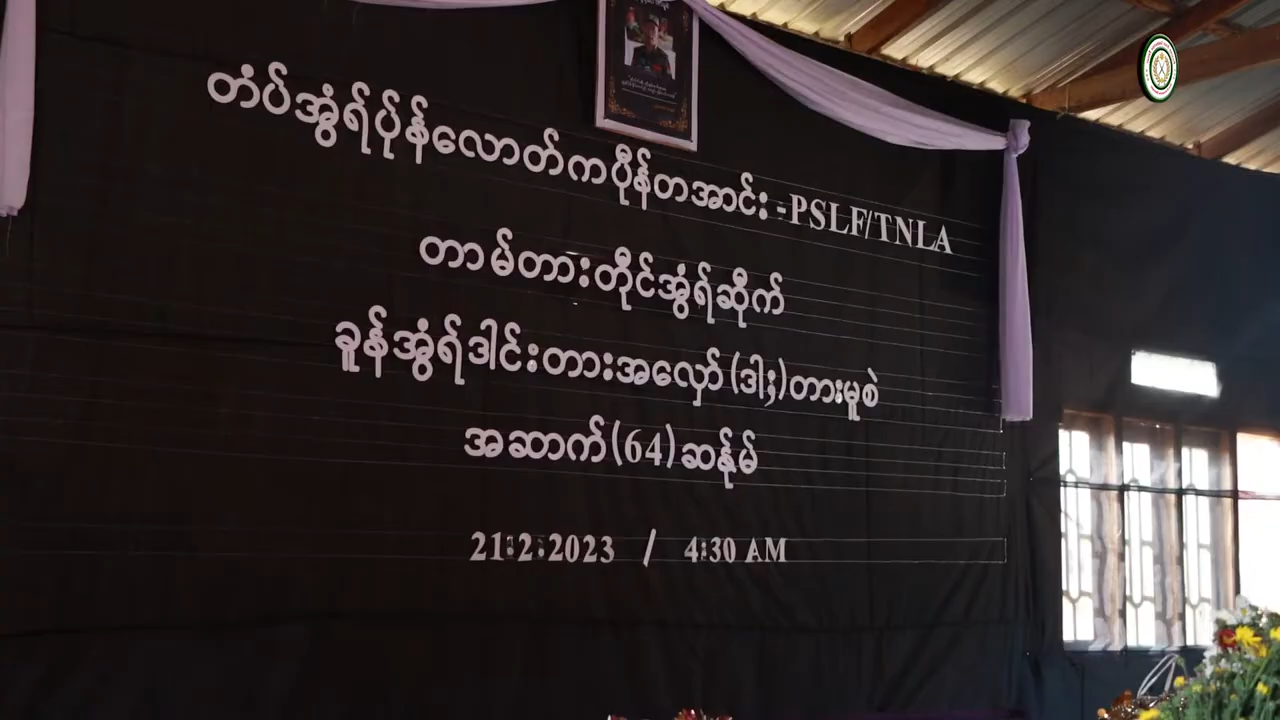 တံပ်အွံၵ်ပ်ုန်လောတ်ကပီုန်တအာင်း -PSLF/TNLA
တာမ်တားတီုင်အွံရ်ဆီုက်
ခူန်အွံရ်ဒါင်းတားအလှော်(ဒါႈ)တားမူစဲ
အဆာက်(64)ဆန်ုမ်
21:2:2023 / 4:30 AM